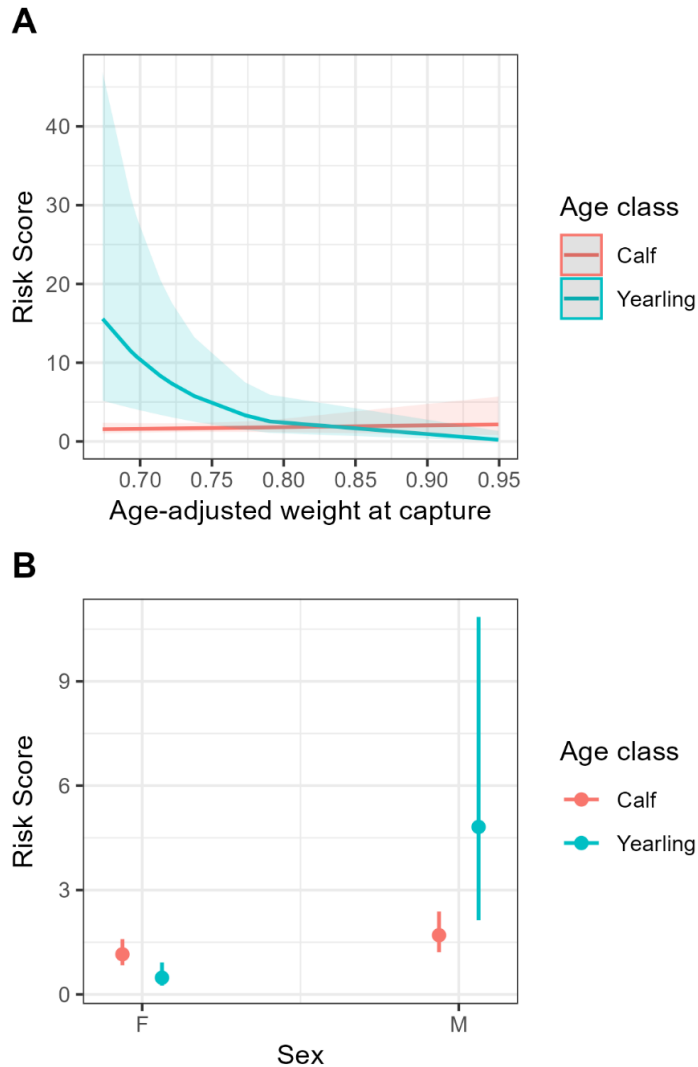 A
Risk Score
40
30
20
10
0
0.70 0.75 0.80 0.85 0.90 0.95
Age-adjusted weight at capture
Age class
Calf
Yearling
B
Risk Score
9
6
3
0
F M
Sex
Age class
Calf
Yearling